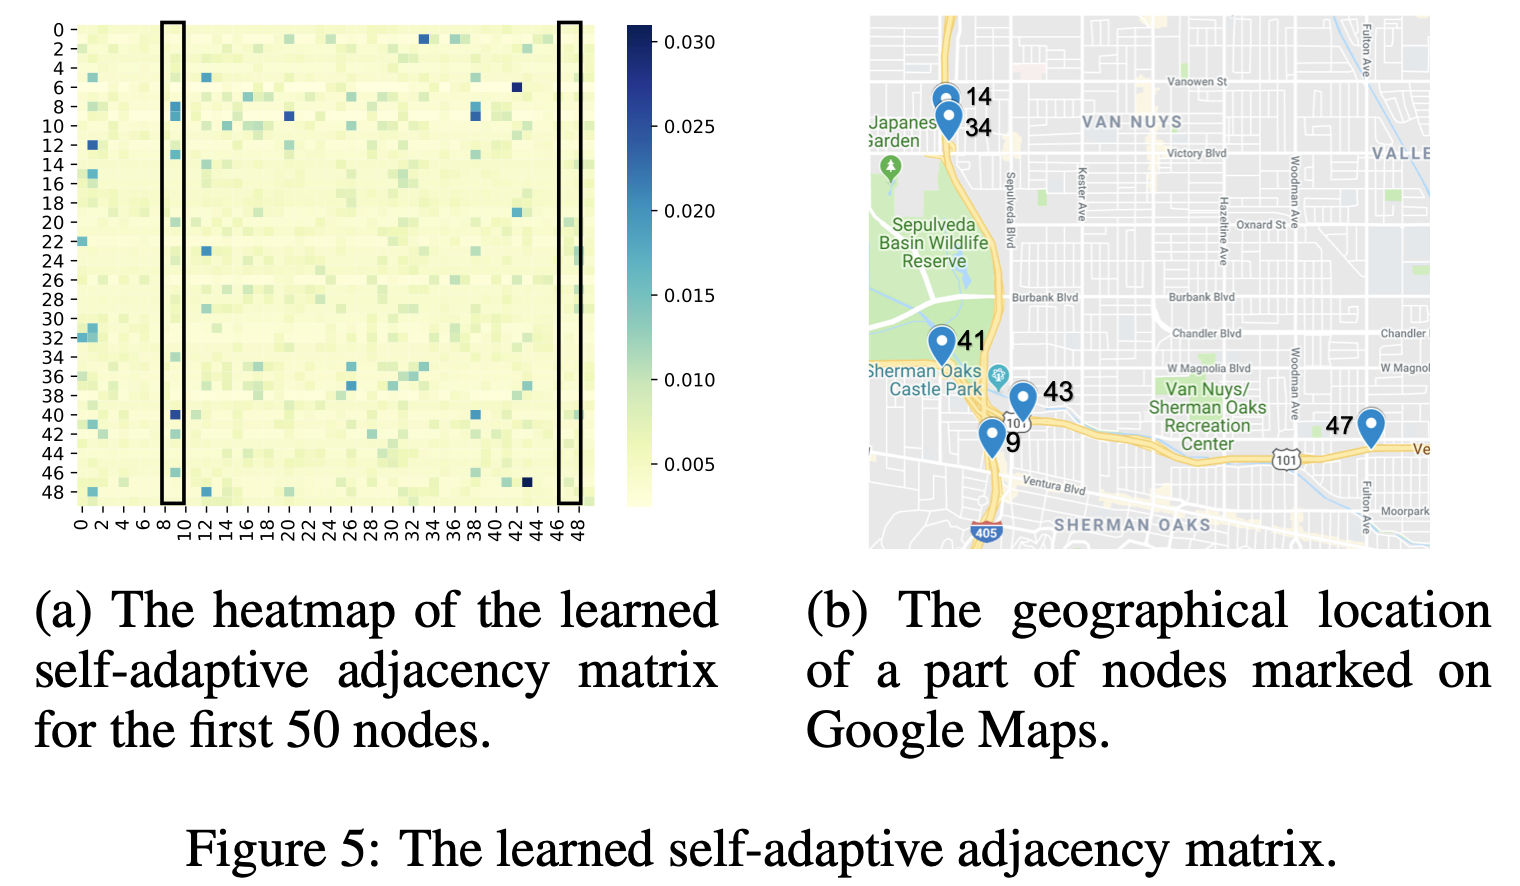 0
2
4
6
8
10
12
14
16
18
20
22
24
26
28
30
32
34
36
38
40
42
44
46
48
0 2 4 6 8 10 12 14 16 18 20 22 24 26 28 30 32 34 36 38 40 42 44 46 48
0.030
0.025
0.020
0.015
0.010
0.005
Fulton Ave
Vanowen St
14
34
VAN NUYS
Japanes
Garden
Victory Blvd
VALLE
Sepulveda Blvd
Kester Ave
Woodman Ave
Hazeltine Ave
Oxnard St
Sepulveda
Basin Wildlife
Reserve
Burbank Blvd
Burbank Blvd
Chandler Blvd
Chandler
41
Sherman Oaks
Castle Park
W Magnolia Blvd
W Magnol
Woodman Ave
43
Van Nuys/
Sherman Oaks
Recreation
Center
101
47
9
101
Ve
Ventura Blvd
Fulton Ave
Moorpark
405
SHERMAN OAKS
(a) The heatmap of the learned
self-adaptive adjacency matrix
for the first 50 nodes.
(b) The geographical location
of a part of nodes marked on
Google Maps.
Figure 5: The learned self-adaptive adjacency matrix.